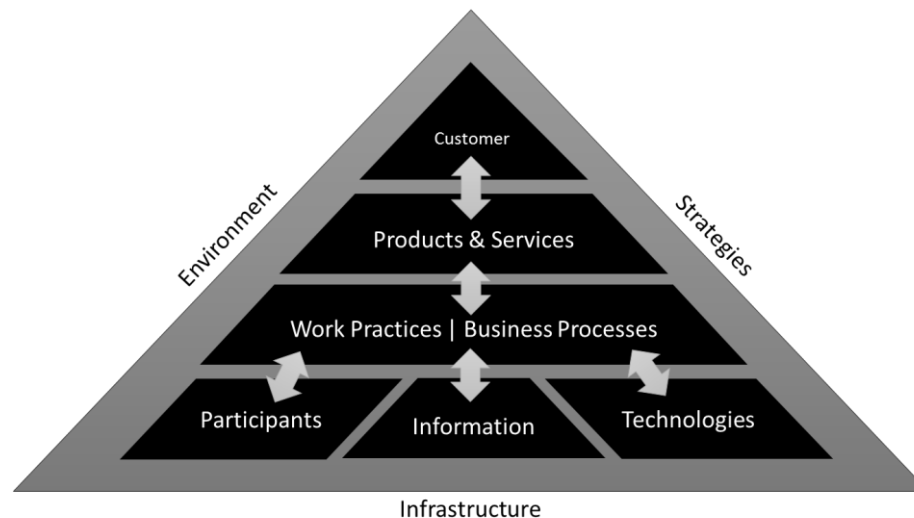 Customer
Environment
Strategies
Products & Services
Work Practices | Business Processes
Participants
Information
Technologies
Infrastructure